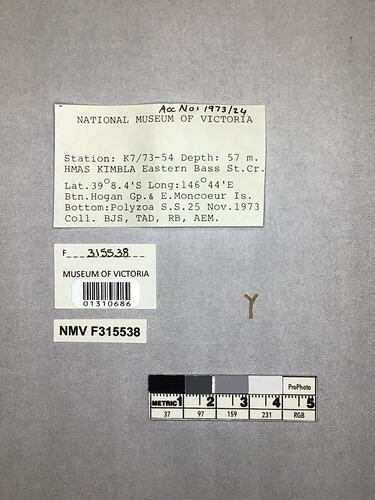 Acc No: 1973/24
NATIONAL MUSEUM OF VICTORIA
Station: K7/73-54 Depth: 57 m.
HMAS KIMBLA Eastern Bass St.Cr.
Lat.39°8.4'S Long:146°44'E
Btn.Hogan Gp.& E.Moncoeur Is.
Bottom:Polyzoa S.S.25 Nov.1973
Coll. BJS, TAD, RB, AEM.
F 315538
MUSEUM OF VICTORIA
01310686
NMV F315538
ProPhoto
METRIC 1 2 3 4 5
37 97 159 231 RGB